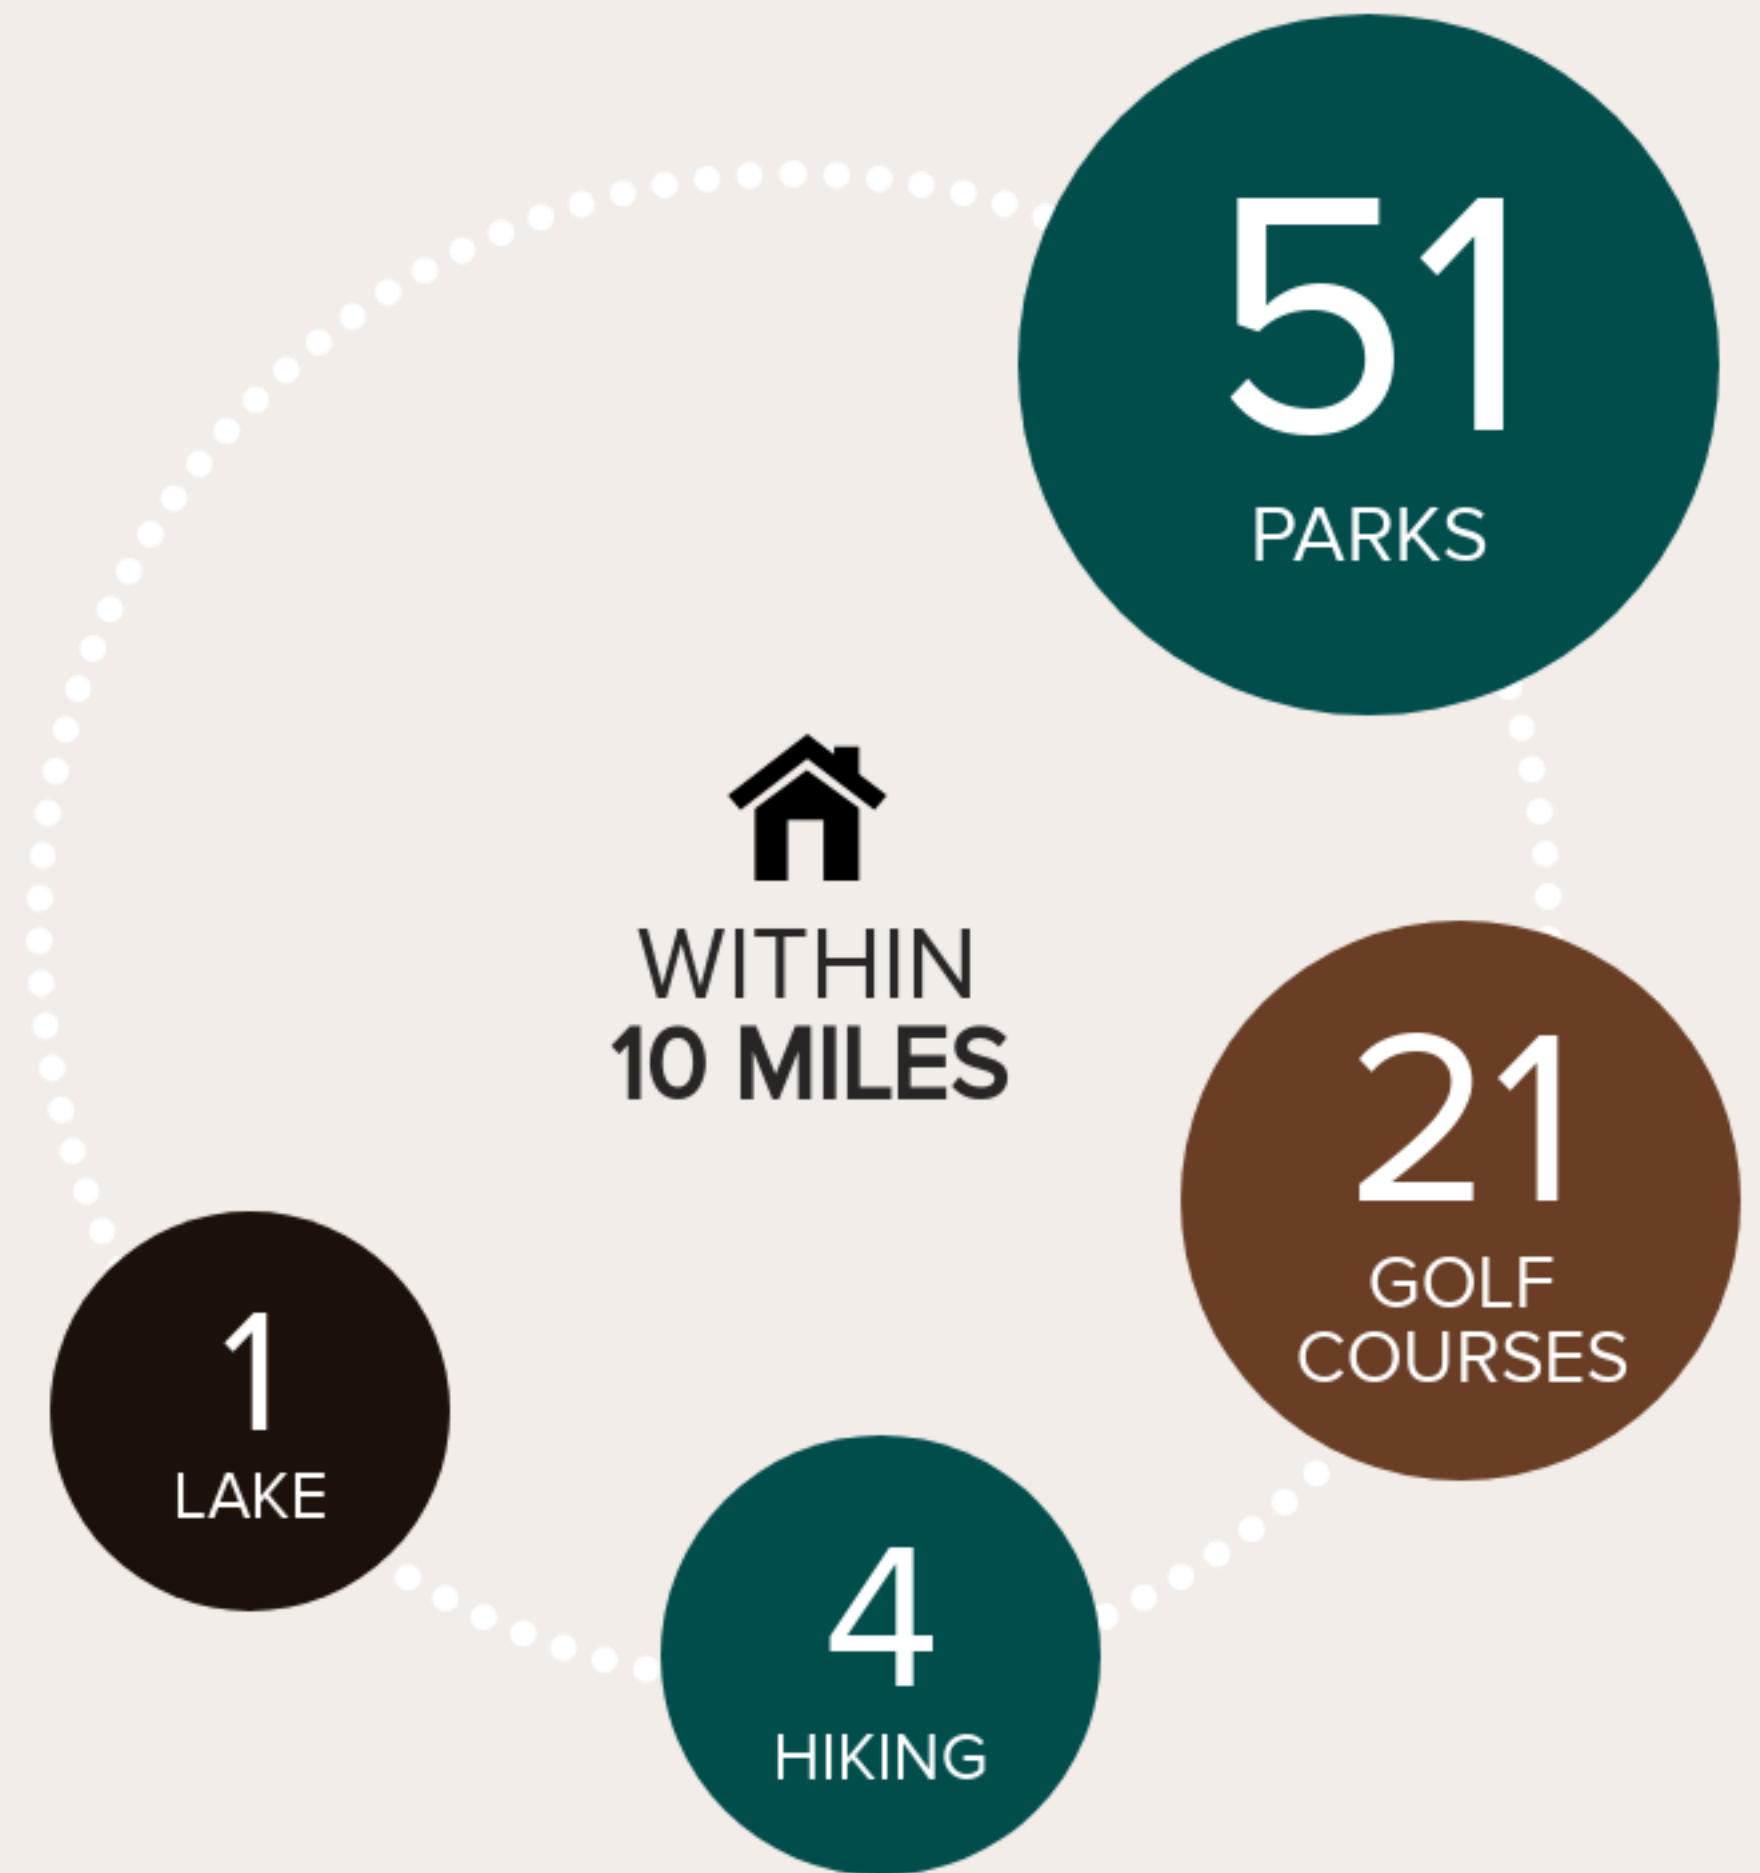 51
PARKS
WITHIN
10 MILES
21
GOLF
COURSES
1
LAKE
4
HIKING